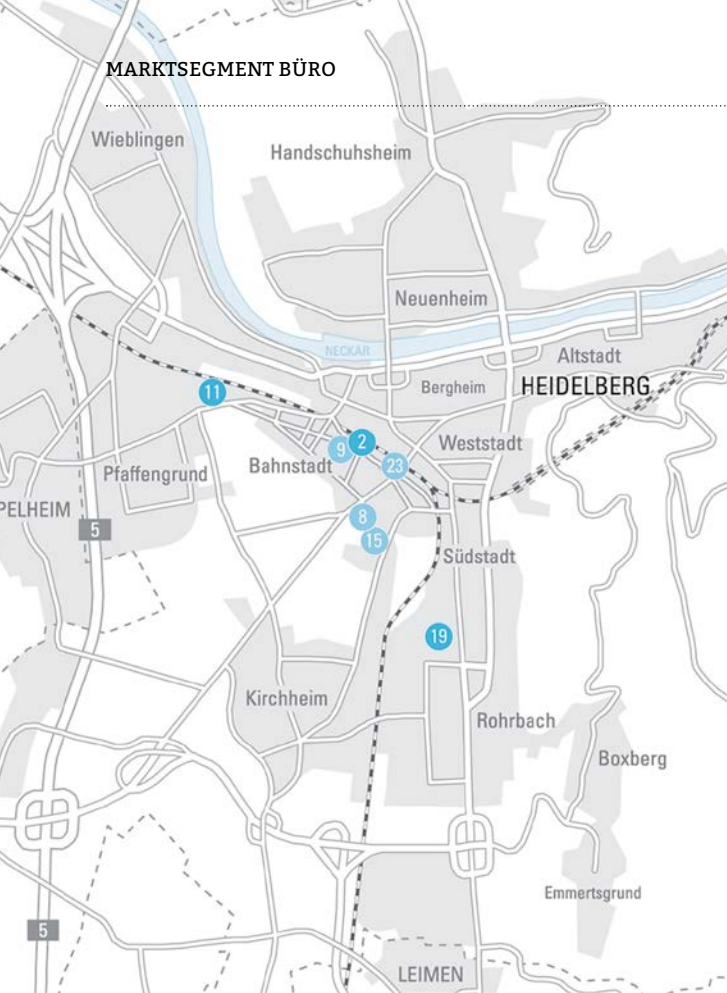 MARKTSEGMENT BÜRO
Wieblingen
Handschuhsheim
Neuenheim
NECKAR
Altstadt
Bergheim
HEIDELBERG
11
9
2
Weststadt
23
Bahnstadt
Pfaffengrund
PELHEIM
5
8
15
Südstadt
19
Kirchheim
Rohrbach
Boxberg
Emmertsgrund
5
LEIMEN